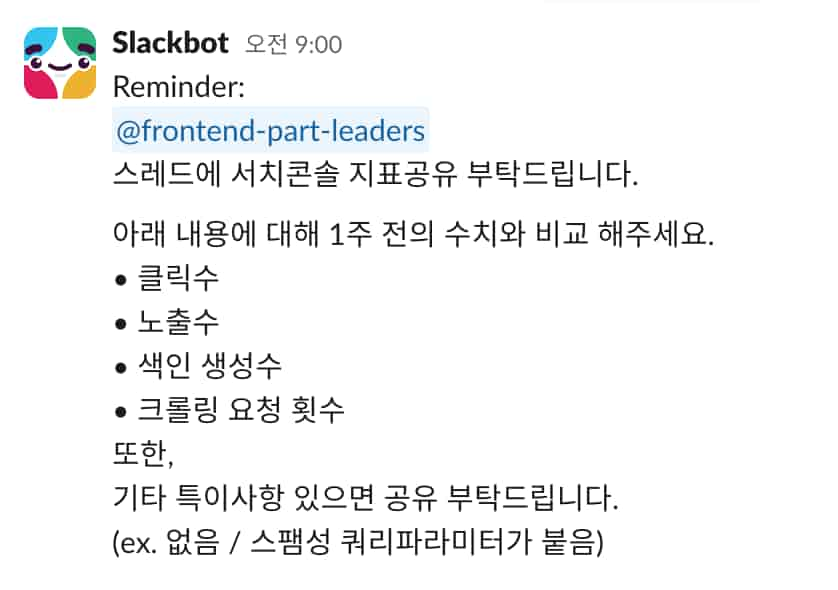 Slackbot 오전 9:00
Reminder:
@frontend-part-leaders
스레드에 서치콘솔 지표공유 부탁드립니다.
아래 내용에 대해 1주 전의 수치와 비교 해주세요.
• 클릭수
• 노출수
• 색인 생성수
• 크롤링 요청 횟수
또한,
기타 특이사항 있으면 공유 부탁드립니다.
(ex. 없음 / 스팸성 쿼리파라미터가 붙음)